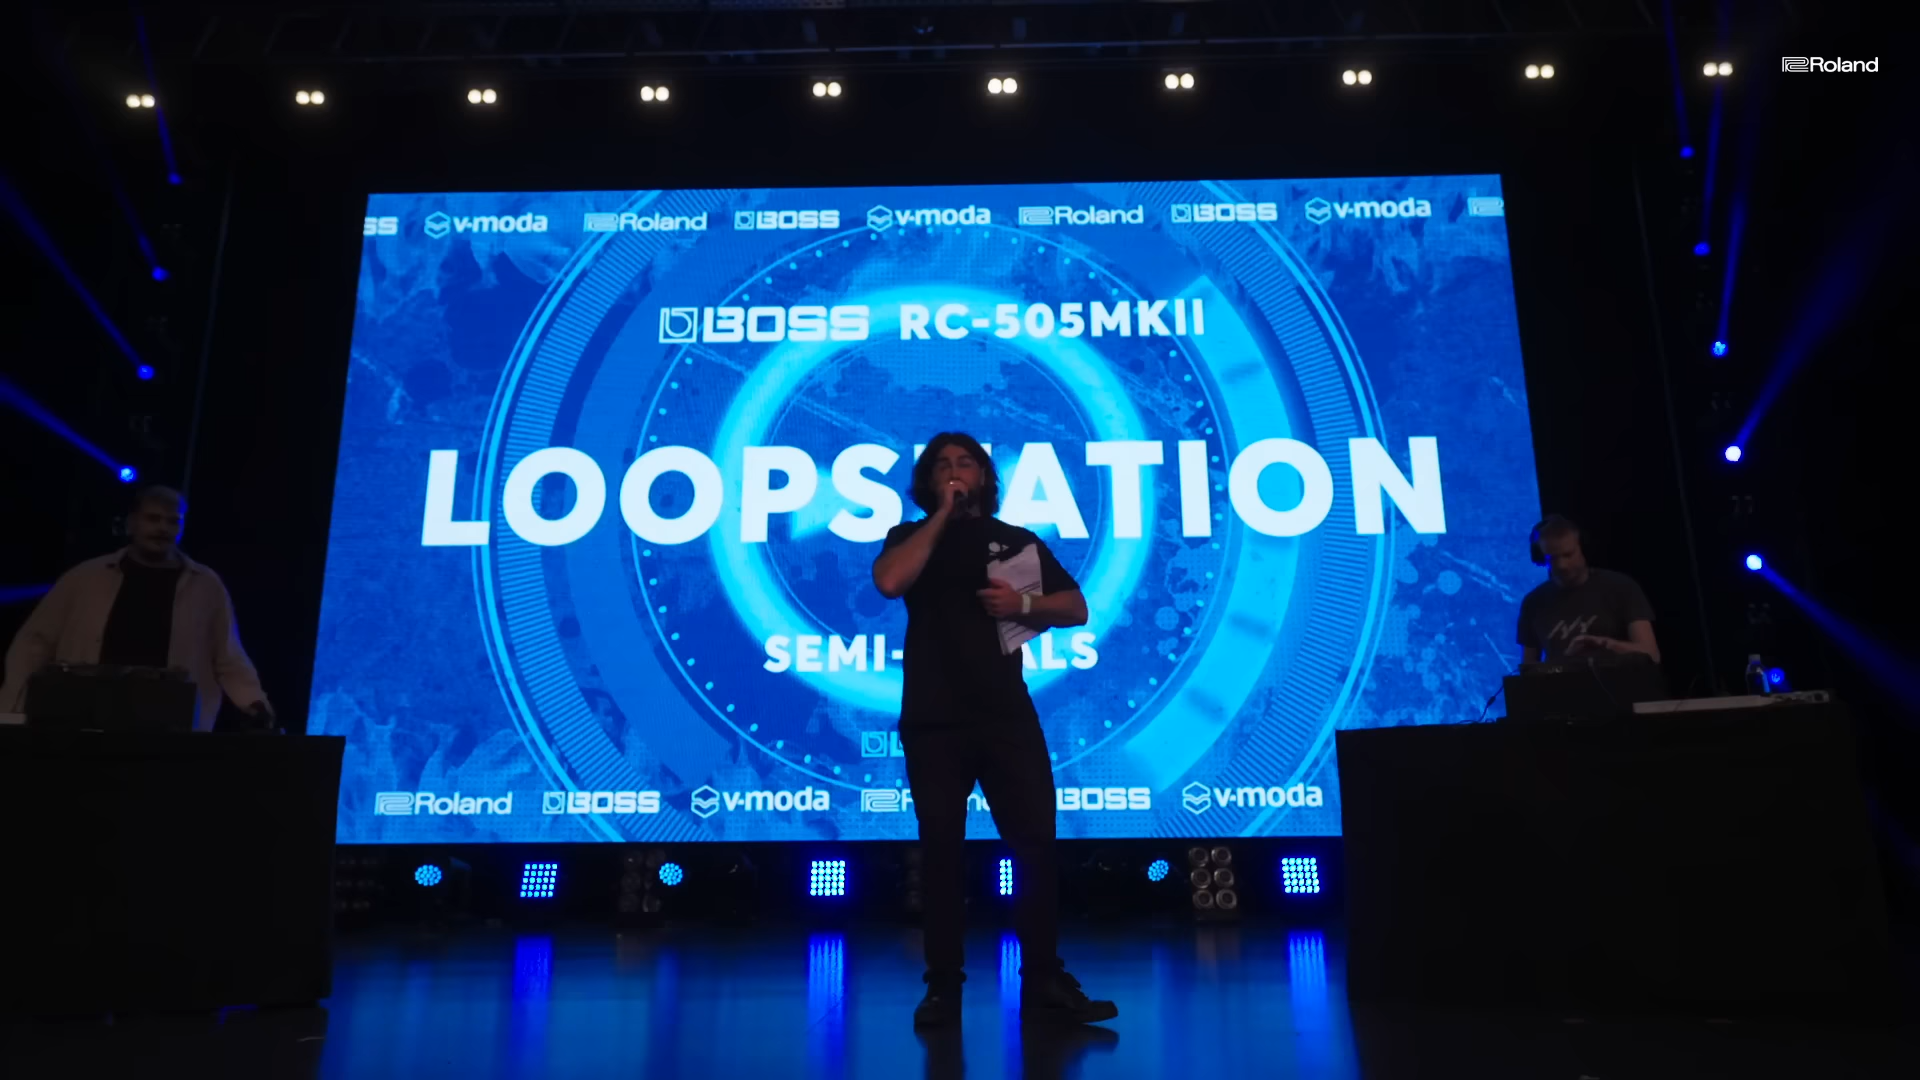 Roland
SS v-moda Roland BOSS v-moda Roland BOSS v-moda
BOSS RC-505MKII
LOOPS ATION
SEMI- ALS
Roland BOSS v-moda BOSS v-moda